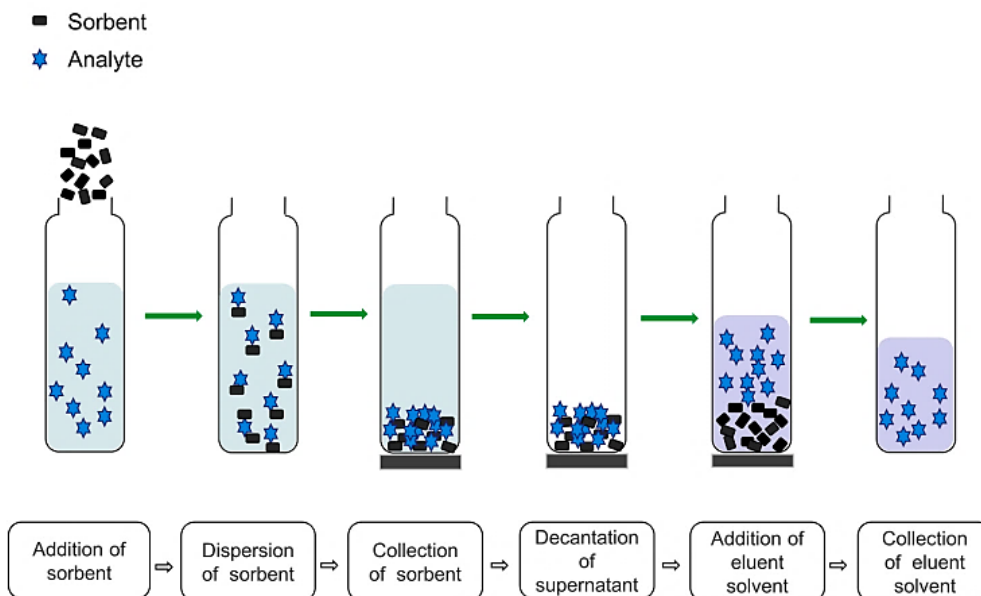 Sorbent
Analyte
Addition of
sorbent
Dispersion
of sorbent
Collection
of sorbent
Decantation
of
supernatant
Addition of
eluent
solvent
Collection
of eluent
solvent